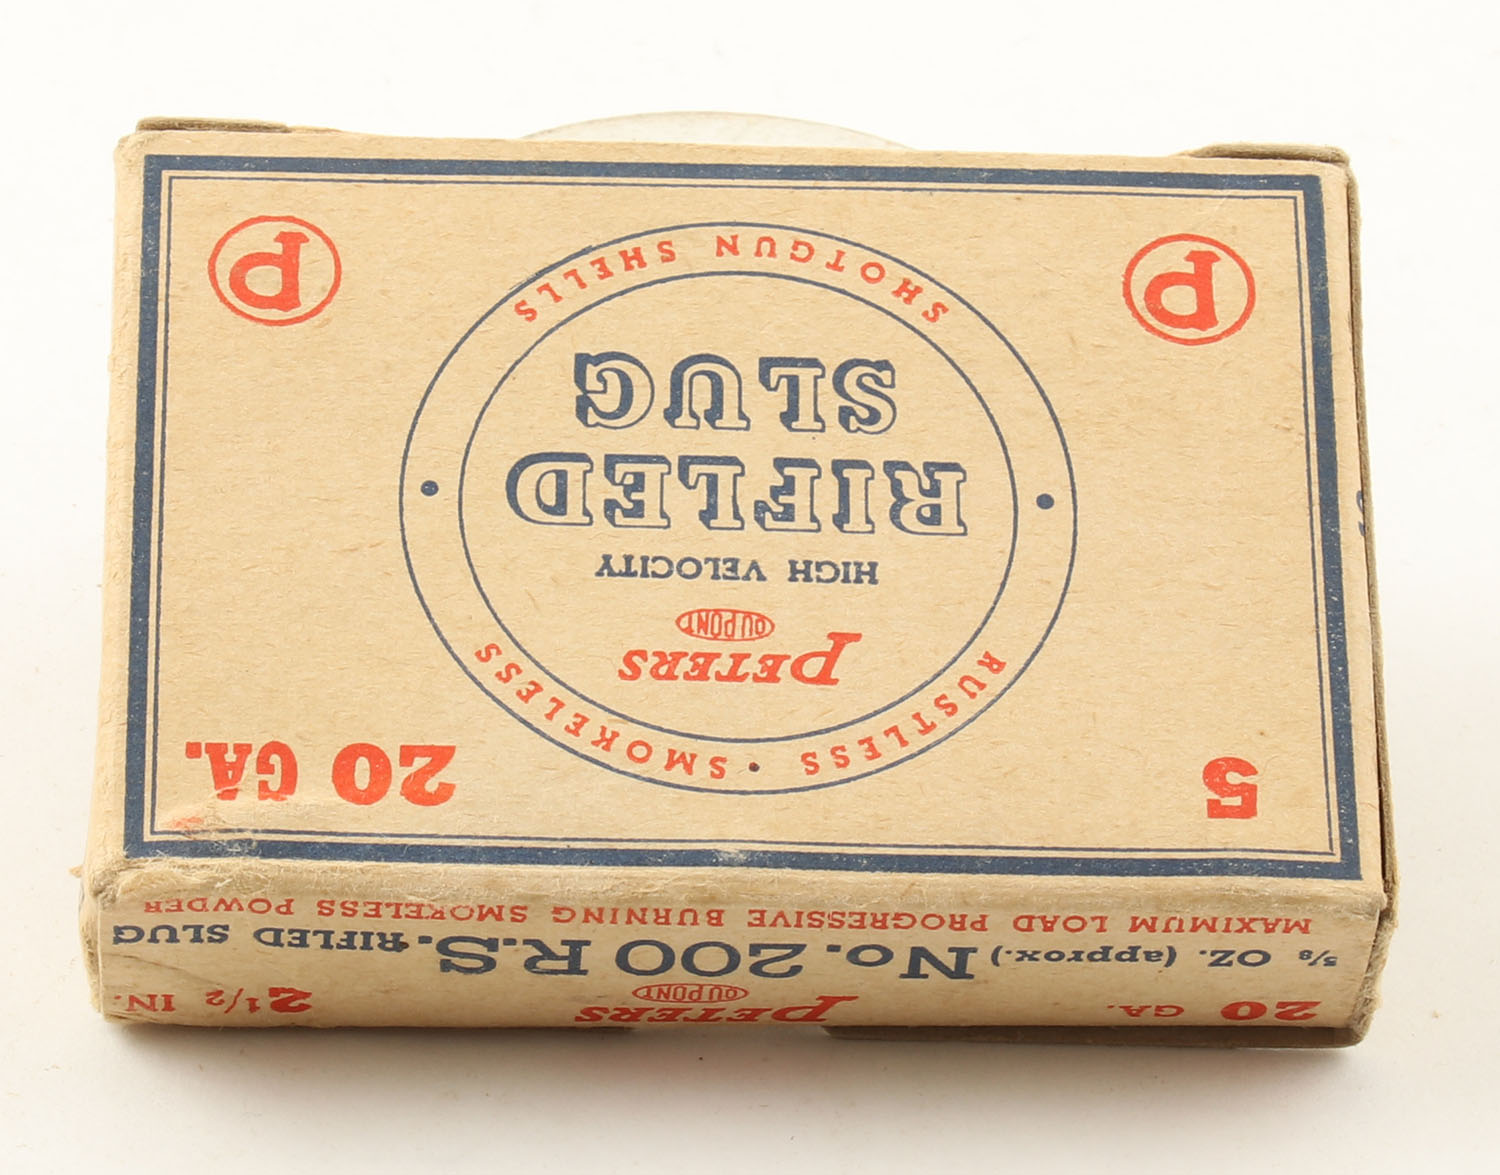 5
20 GA.
RUSTLESS · SMOKELESS
PETERS
DU PONT
HIGH VELOCITY
RIFLED
SLUG
SHOTGUN SHELLS
P
P
20 GA.
PETERS
DU PONT
2 1/2 IN.
5/8 OZ. (approx.) No. 200 R.S. RIFLED SLUG
MAXIMUM LOAD PROGRESSIVE BURNING SMOKELESS POWDER